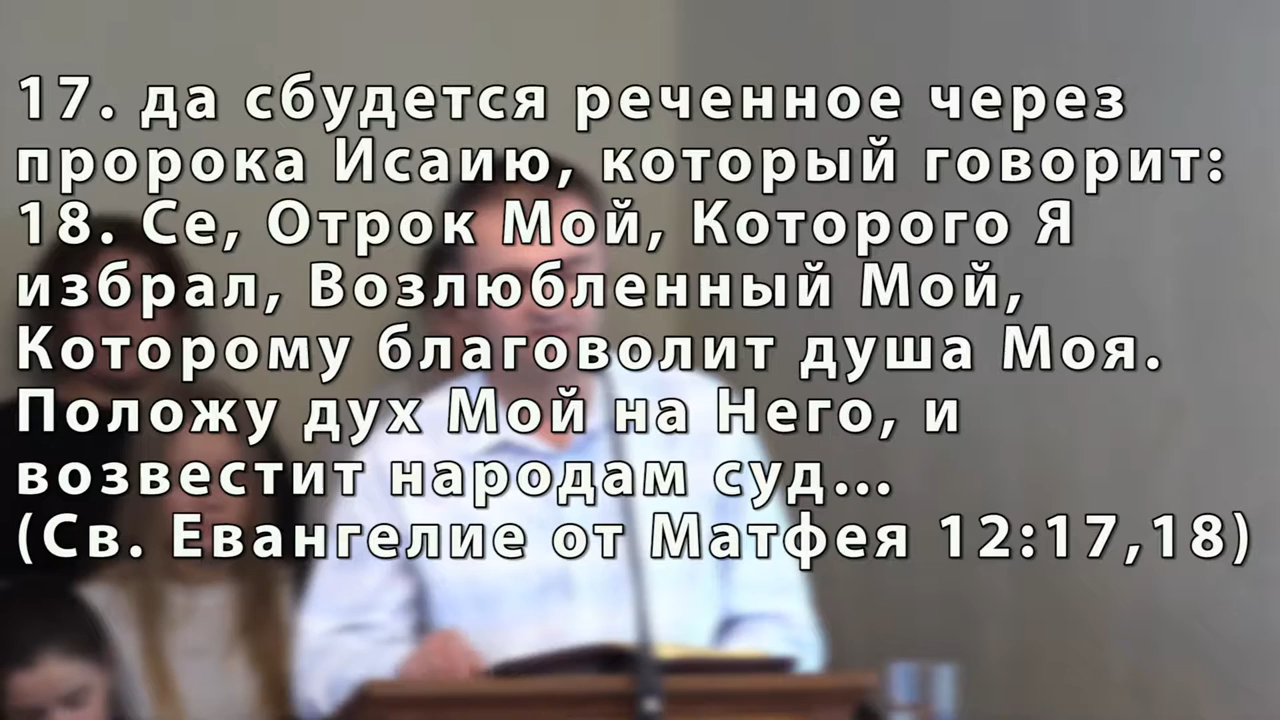 17. да сбудется реченное через
пророка Исаию, который говорит:
18. Се, Отрок Мой, Которого Я
избрал, Возлюбленный Мой,
Которому благоволит душа Моя.
Положу дух Мой на Него, и
возвестит народам суд...
(Св. Евангелие от Матфея 12:17,18)